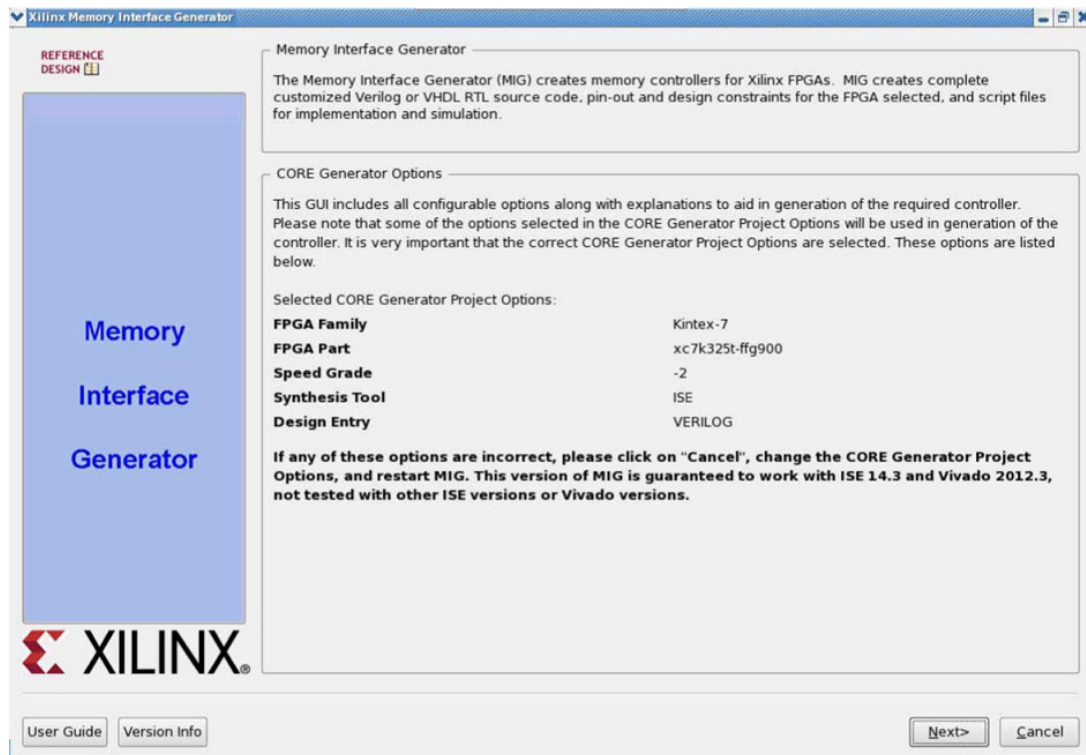 Xilinx Memory Interface Generator
REFERENCE
DESIGN
Memory
Interface
Generator
XILINX®
Memory Interface Generator
The Memory Interface Generator (MIG) creates memory controllers for Xilinx FPGAs. MIG creates complete
customized Verilog or VHDL RTL source code, pin-out and design constraints for the FPGA selected, and script files
for implementation and simulation.
CORE Generator Options
This GUI includes all configurable options along with explanations to aid in generation of the required controller.
Please note that some of the options selected in the CORE Generator Project Options will be used in generation of the
controller. It is very important that the correct CORE Generator Project Options are selected. These options are listed
below.
Selected CORE Generator Project Options:
FPGA Family Kintex-7
FPGA Part xc7k325t-ffg900
Speed Grade -2
Synthesis Tool ISE
Design Entry VERILOG
If any of these options are incorrect, please click on "Cancel", change the CORE Generator Project
Options, and restart MIG. This version of MIG is guaranteed to work with ISE 14.3 and Vivado 2012.3,
not tested with other ISE versions or Vivado versions.
User Guide Version Info Next> Cancel